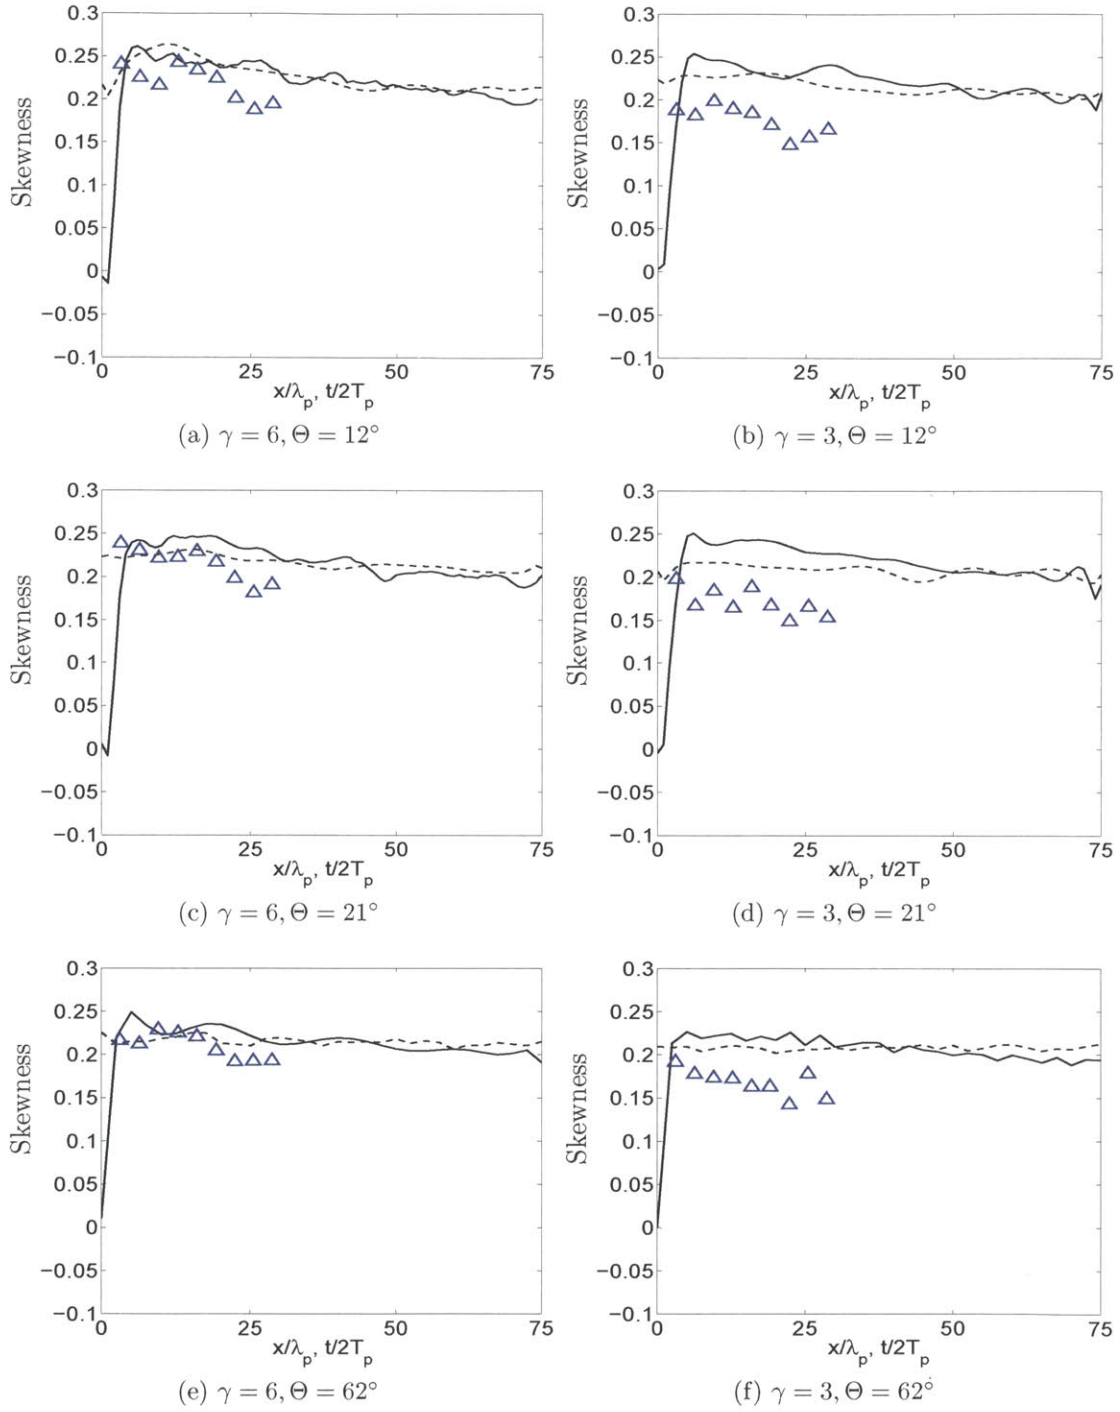 0.3
0.25
0.2
0.15
0.1
0.05
0
−0.05
−0.1
Skewness
0 25 50 75
x/λp, t/2Tp
(a) γ = 6, Θ = 12°
0.3
0.25
0.2
0.15
0.1
0.05
0
−0.05
−0.1
Skewness
0 25 50 75
x/λp, t/2Tp
(b) γ = 3, Θ = 12°
0.3
0.25
0.2
0.15
0.1
0.05
0
−0.05
−0.1
Skewness
0 25 50 75
x/λp, t/2Tp
(c) γ = 6, Θ = 21°
0.3
0.25
0.2
0.15
0.1
0.05
0
−0.05
−0.1
Skewness
0 25 50 75
x/λp, t/2Tp
(d) γ = 3, Θ = 21°
0.3
0.25
0.2
0.15
0.1
0.05
0
−0.05
−0.1
Skewness
0 25 50 75
x/λp, t/2Tp
(e) γ = 6, Θ = 62°
0.3
0.25
0.2
0.15
0.1
0.05
0
−0.05
−0.1
Skewness
0 25 50 75
x/λp, t/2Tp
(f) γ = 3, Θ = 62°